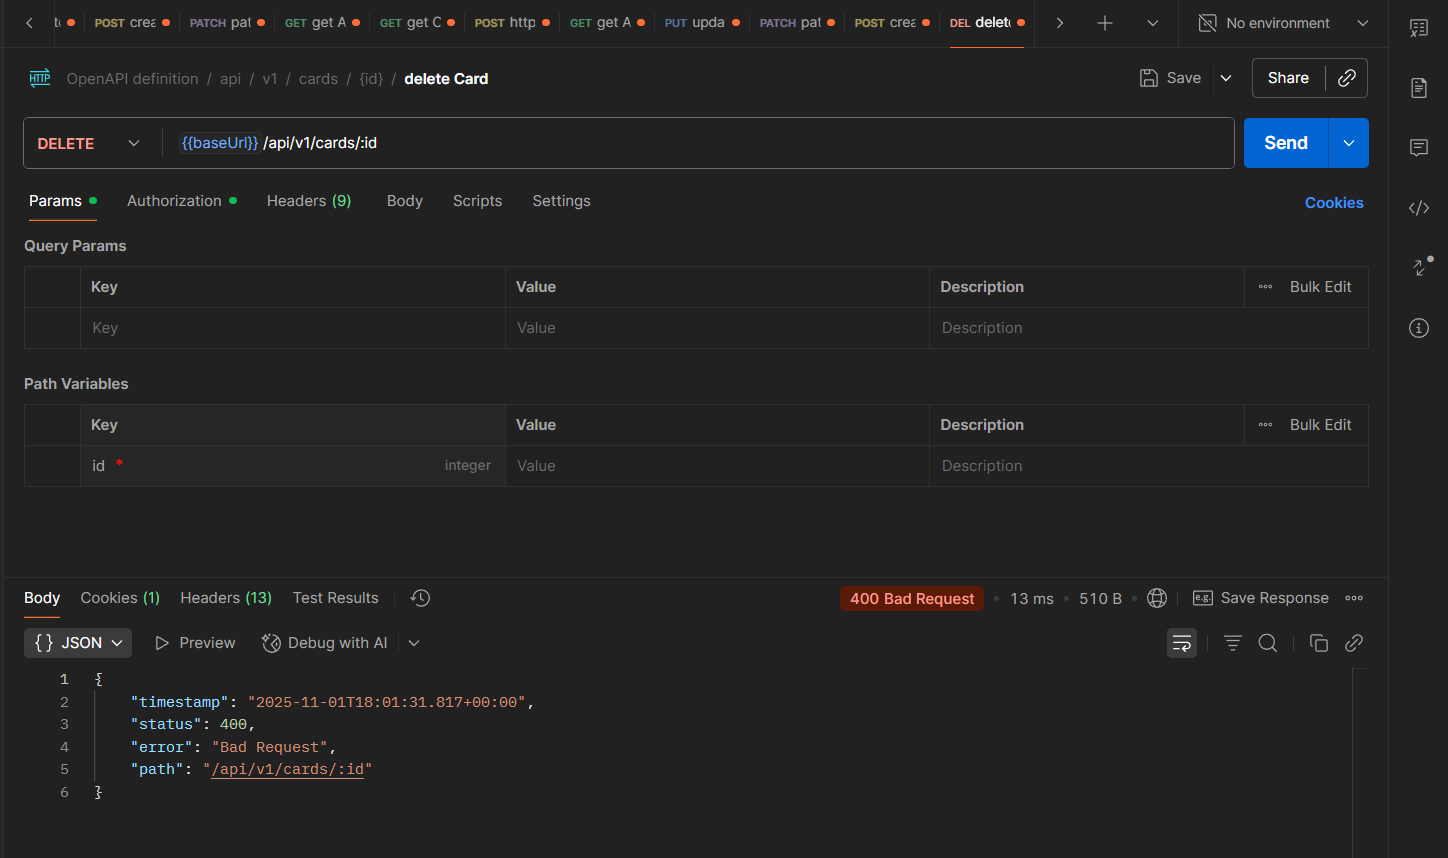 POST crea PATCH pat GET get A GET get C POST http GET get A PUT upda PATCH pat POST crea DEL delete No environment
HTTP OpenAPI definition / api / v1 / cards / {id} / delete Card Save Share
DELETE {{baseUrl}} /api/v1/cards/:id Send
Params Authorization Headers (9) Body Scripts Settings Cookies
Query Params
Key Value Description Bulk Edit
Key Value Description
Path Variables
Key Value Description Bulk Edit
id * integer Value Description
Body Cookies (1) Headers (13) Test Results 400 Bad Request 13 ms 510 B e.g. Save Response
{} JSON Preview Debug with AI
1 {
2 "timestamp": "2025-11-01T18:01:31.817+00:00",
3 "status": 400,
4 "error": "Bad Request",
5 "path": "/api/v1/cards/:id"
6 }